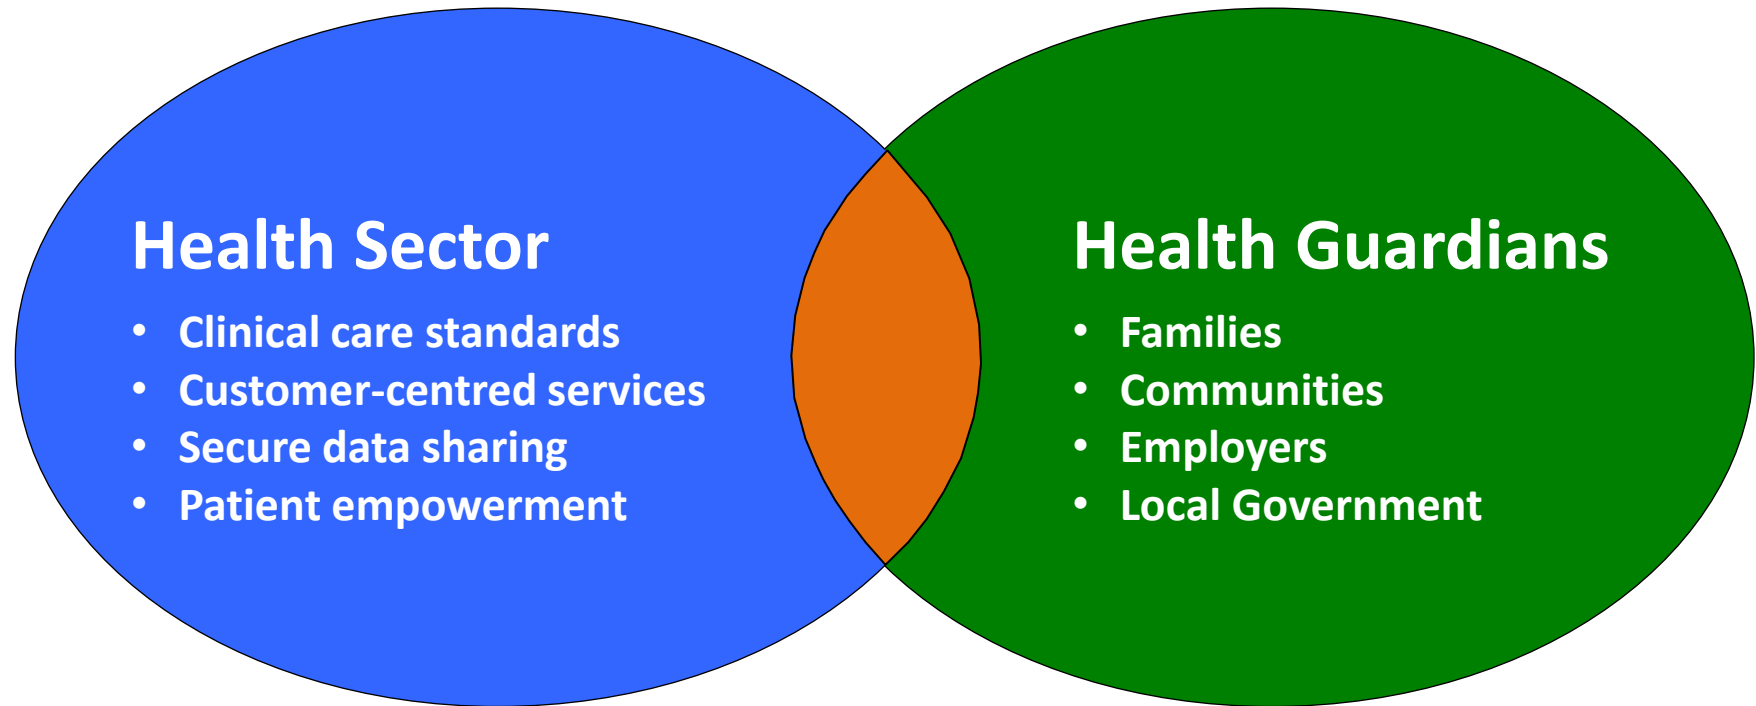 Health Sector
• Clinical care standards
• Customer-centred services
• Secure data sharing
• Patient empowerment
Health Guardians
• Families
• Communities
• Employers
• Local Government